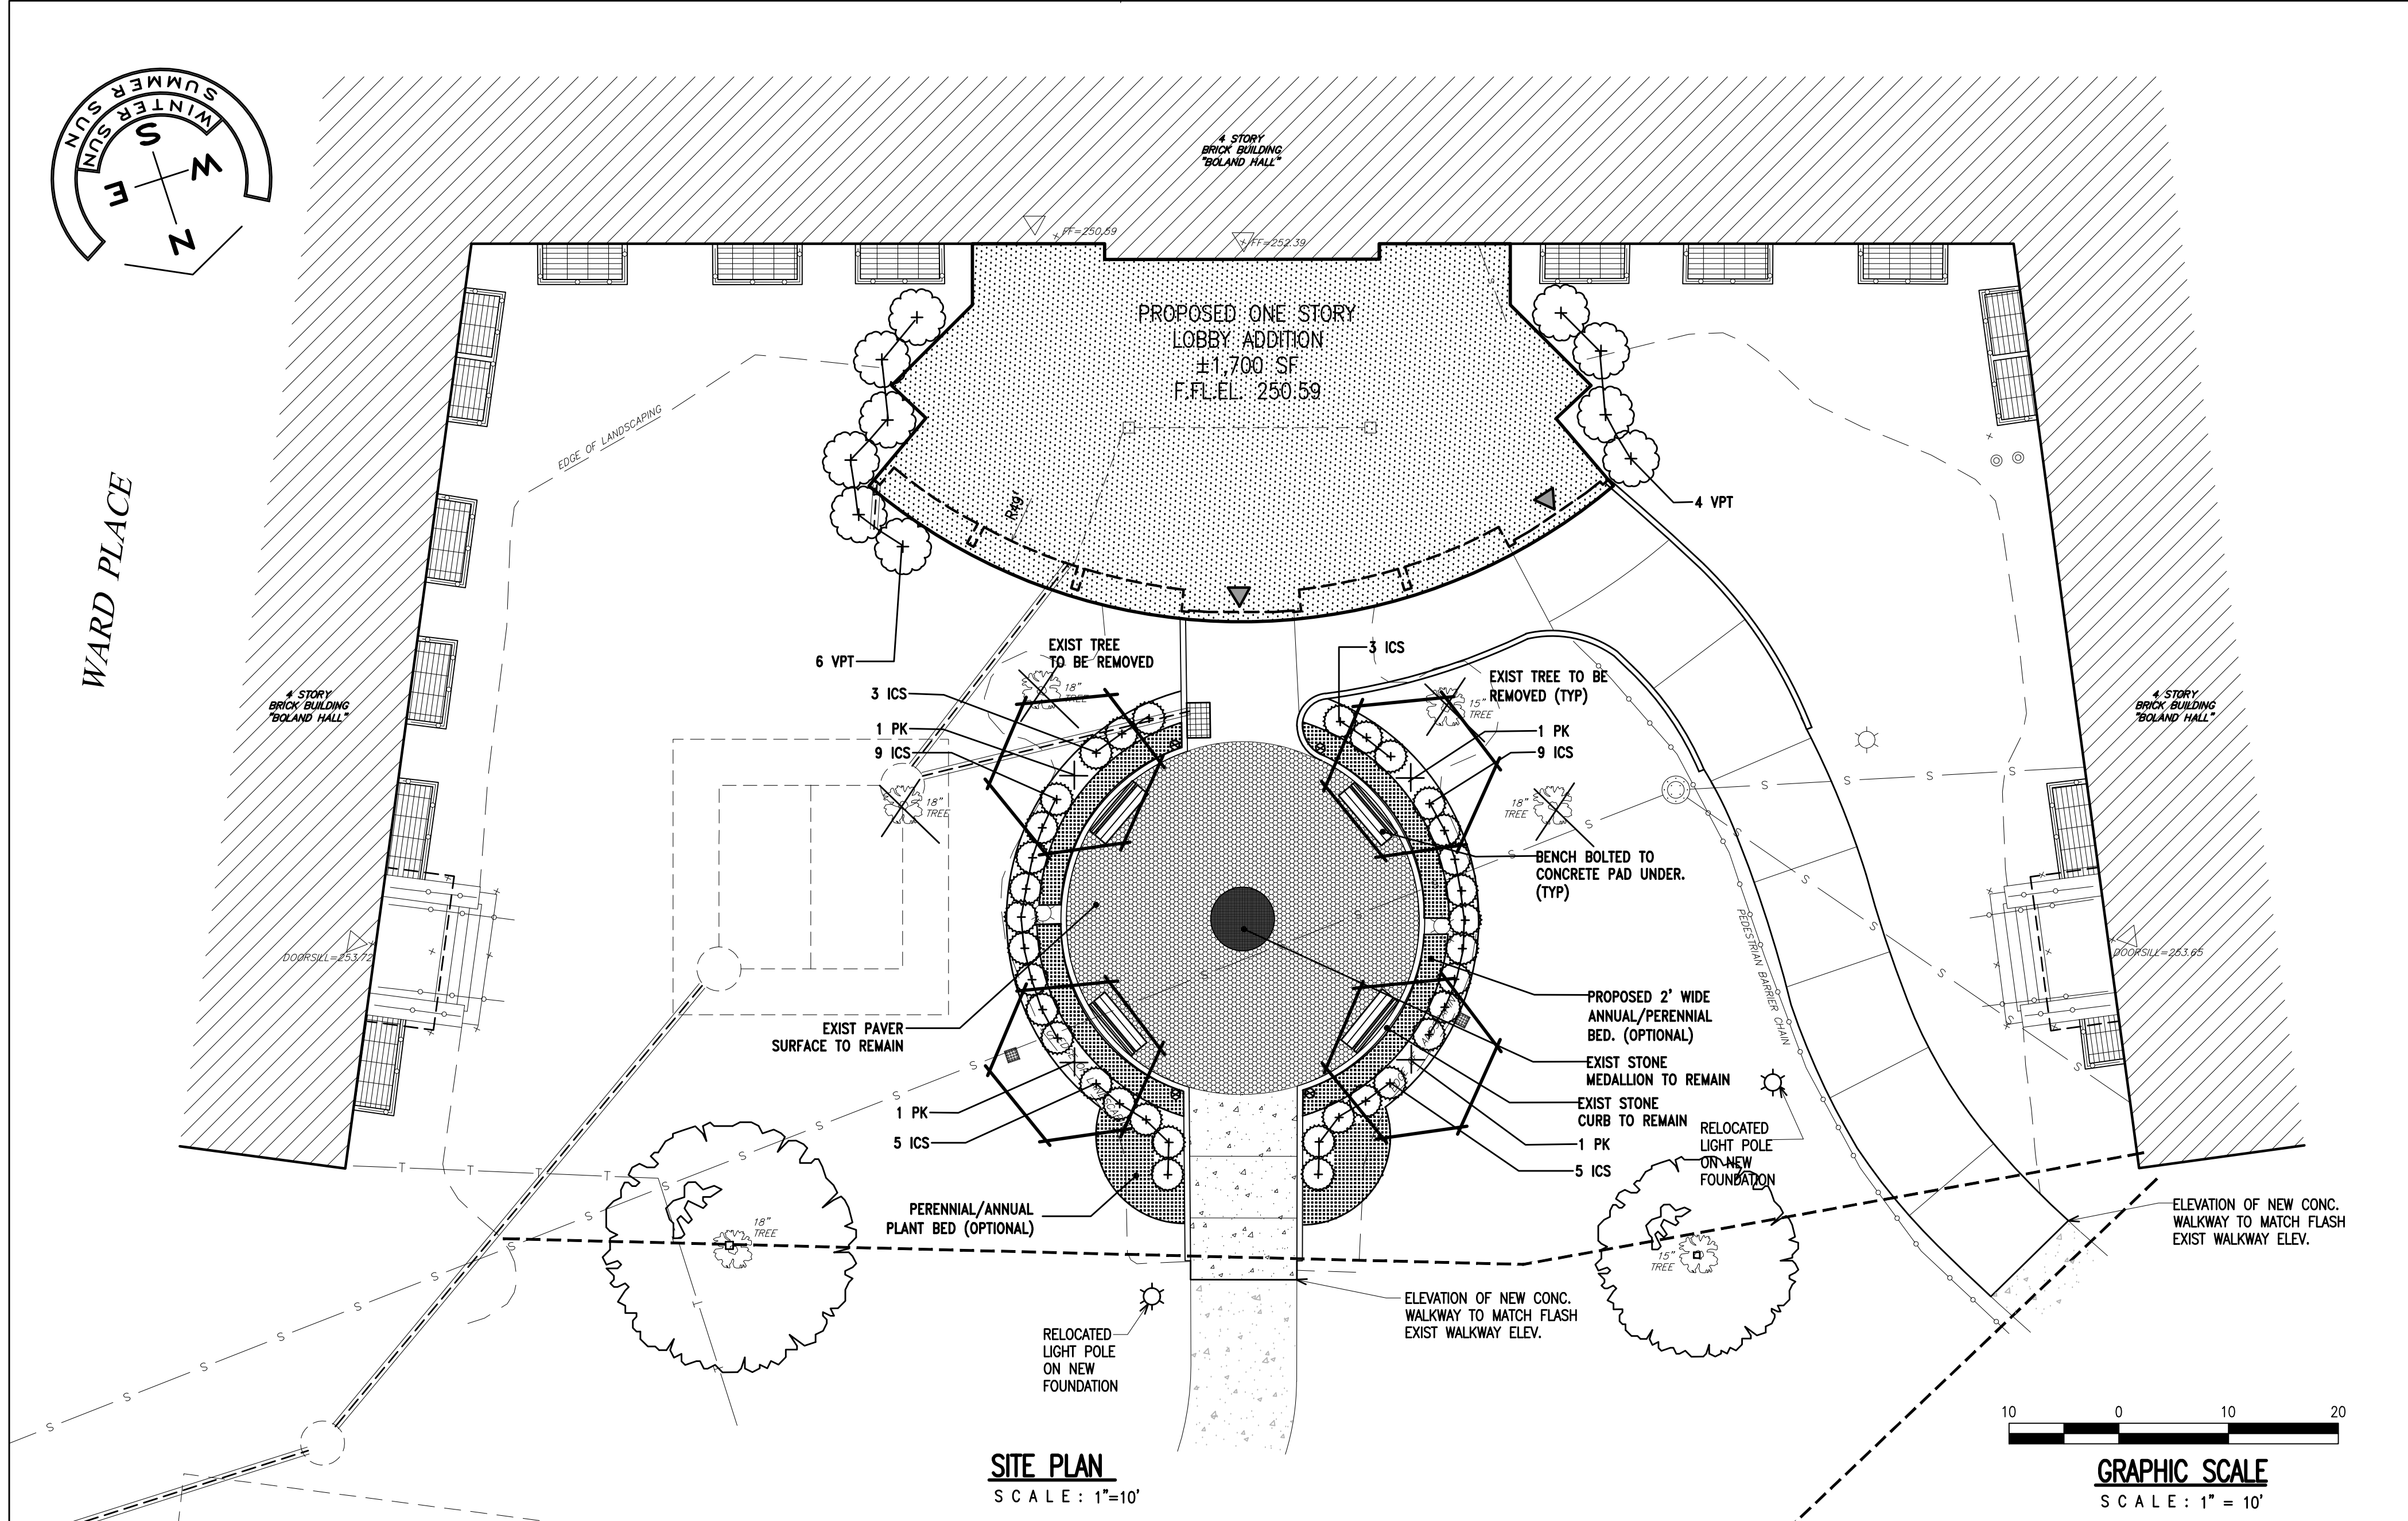 SUMMER SUN
WINTER SUN
S
W
E
N
4 STORY
BRICK BUILDING
"BOLAND HALL"
FF=250.59
FF=252.39
PROPOSED ONE STORY
LOBBY ADDITION
±1,700 SF
F.FL.EL. 250.59
EDGE OF LANDSCAPING
R49'
WARD PLACE
4 VPT
6 VPT
EXIST TREE
TO BE REMOVED
18"
TREE
3 ICS
1 PK
9 ICS
18"
TREE
3 ICS
EXIST TREE TO BE
REMOVED (TYP)
15"
TREE
1 PK
9 ICS
18"
TREE
BENCH BOLTED TO
CONCRETE PAD UNDER.
(TYP)
4 STORY
BRICK BUILDING
"BOLAND HALL"
4 STORY
BRICK BUILDING
"BOLAND HALL"
DOORSILL=253.72
DOORSILL=253.65
PEDESTRIAN BARRIER CHAIN
EXIST PAVER
SURFACE TO REMAIN
PROPOSED 2' WIDE
ANNUAL/PERENNIAL
BED. (OPTIONAL)
EXIST STONE
MEDALLION TO REMAIN
EXIST STONE
CURB TO REMAIN
1 PK
5 ICS
1 PK
5 ICS
RELOCATED
LIGHT POLE
ON NEW
FOUNDATION
PERENNIAL/ANNUAL
PLANT BED (OPTIONAL)
18"
TREE
15"
TREE
ELEVATION OF NEW CONC.
WALKWAY TO MATCH FLASH
EXIST WALKWAY ELEV.
ELEVATION OF NEW CONC.
WALKWAY TO MATCH FLASH
EXIST WALKWAY ELEV.
RELOCATED
LIGHT POLE
ON NEW
FOUNDATION
10 0 10 20
SITE PLAN
SCALE: 1"=10'
GRAPHIC SCALE
SCALE: 1" = 10'